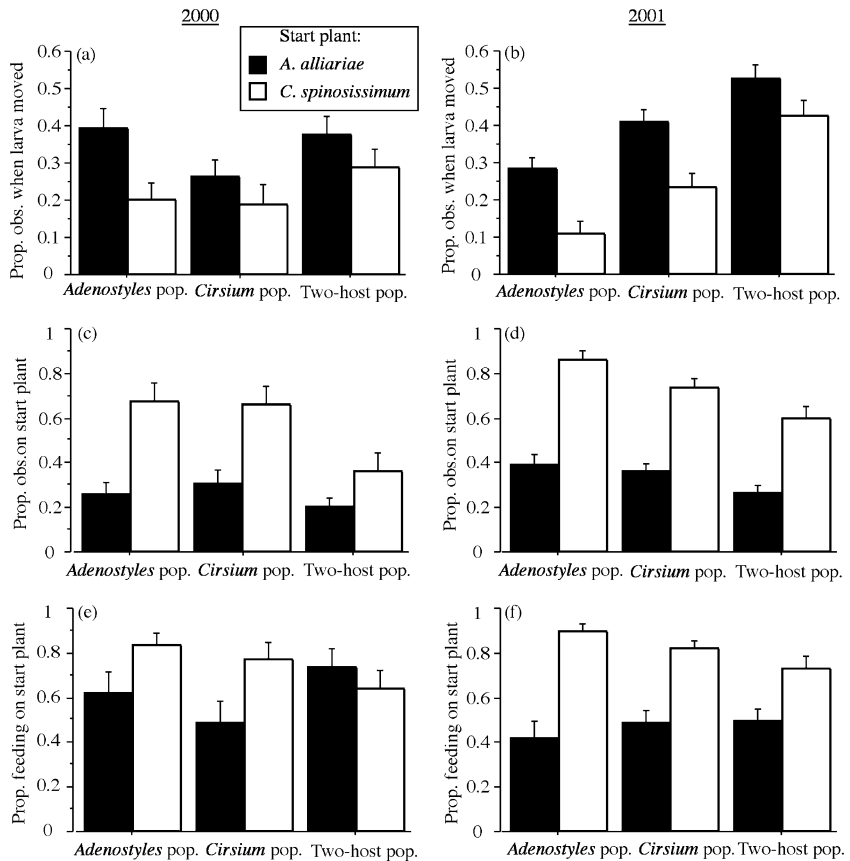 2000
2001
Start plant:
A. alliariae
C. spinosissimum
(a)
Prop. obs. when larva moved
0.6
0.5
0.4
0.3
0.2
0.1
0
Adenostyles pop. Cirsium pop. Two-host pop.
(b)
Prop. obs. when larva moved
0.6
0.5
0.4
0.3
0.2
0.1
0
Adenostyles pop. Cirsium pop. Two-host pop.
(c)
Prop. obs.on start plant
1
0.8
0.6
0.4
0.2
0
Adenostyles pop. Cirsium pop. Two-host pop.
(d)
Prop. obs.on start plant
1
0.8
0.6
0.4
0.2
0
Adenostyles pop. Cirsium pop. Two-host pop.
(e)
Prop. feeding on start plant
1
0.8
0.6
0.4
0.2
0
Adenostyles pop. Cirsium pop. Two-host pop.
(f)
Prop. feeding on start plant
1
0.8
0.6
0.4
0.2
0
Adenostyles pop. Cirsium pop. Two-host pop.